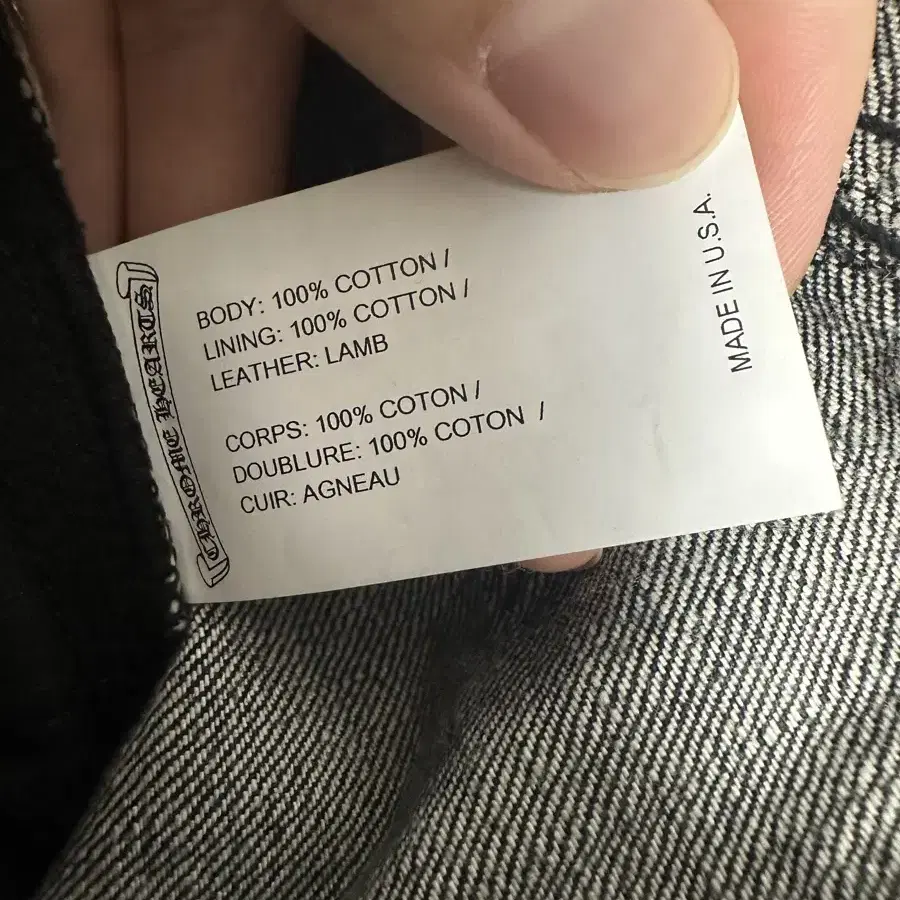 CHROME HEARTS
BODY: 100% COTTON /
LINING: 100% COTTON /
LEATHER: LAMB
CORPS: 100% COTON /
DOUBLURE: 100% COTON /
CUIR: AGNEAU
MADE IN U.S.A.